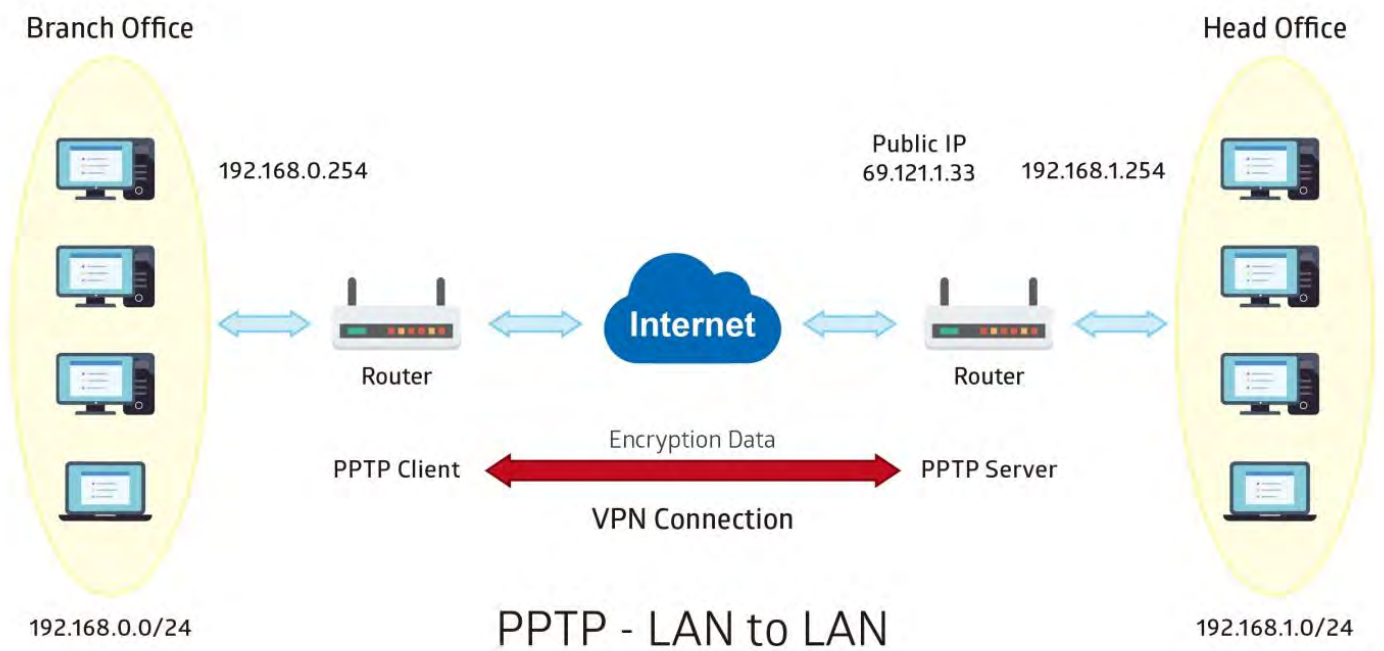 Branch Office
Head Office
192.168.0.254
Public IP
69.121.1.33
192.168.1.254
Internet
Router
Router
Encryption Data
PPTP Client
PPTP Server
VPN Connection
192.168.0.0/24
PPTP - LAN to LAN
192.168.1.0/24